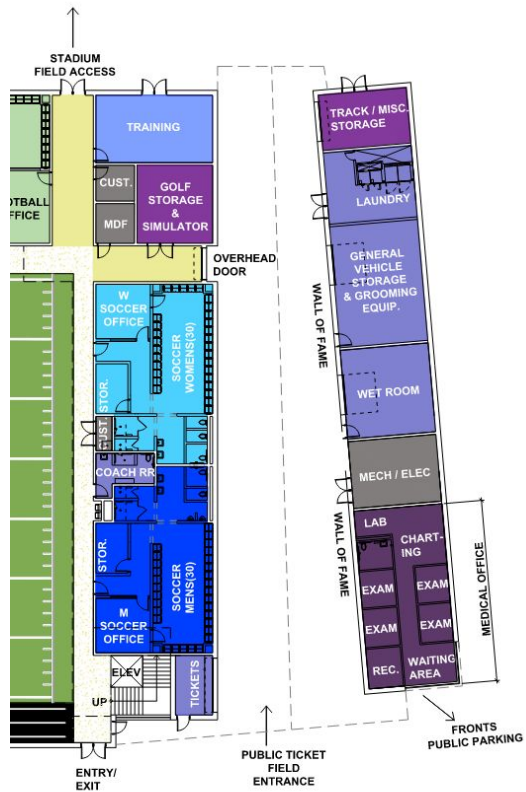 STADIUM
FIELD ACCESS
TRAINING
CUST.
MDF
GOLF
STORAGE
&
SIMULATOR
OFFICE
OVERHEAD
DOOR
W
SOCCER
OFFICE
SOCCER
WOMENS(30)
STOR.
COACH RR
STOR.
SOCCER
MENS(30)
M
SOCCER
OFFICE
ELEV
UP
TICKETS
ENTRY/
EXIT
PUBLIC TICKET
FIELD
ENTRANCE
TRACK / MISC.
STORAGE
LAUNDRY
GENERAL
VEHICLE
STORAGE
& GROOMING
EQUIP.
WALL OF FAME
WET ROOM
MECH / ELEC
WALL OF FAME
LAB
CHART-
ING
EXAM
EXAM
EXAM
EXAM
REC.
WAITING
AREA
MEDICAL OFFICE
FRONTS
PUBLIC PARKING